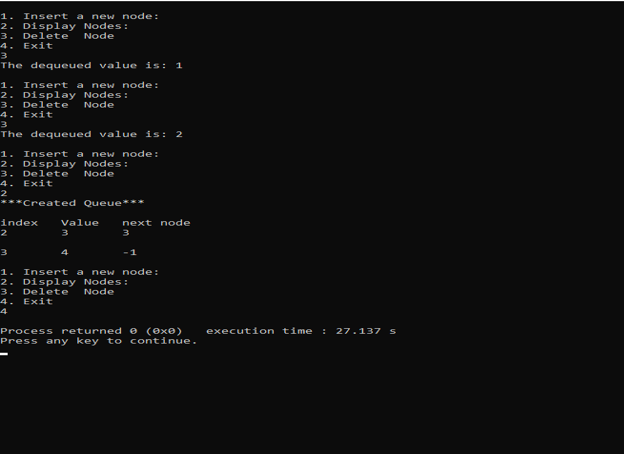 1. Insert a new node:
2. Display Nodes:
3. Delete  Node
4. Exit
3
The dequeued value is: 1
1. Insert a new node:
2. Display Nodes:
3. Delete  Node
4. Exit
3
The dequeued value is: 2
1. Insert a new node:
2. Display Nodes:
3. Delete  Node
4. Exit
2
***Created Queue***
index   Value   next node
2       3       3
3       4       -1
1. Insert a new node:
2. Display Nodes:
3. Delete  Node
4. Exit
4
Process returned 0 (0x0)   execution time : 27.137 s
Press any key to continue.